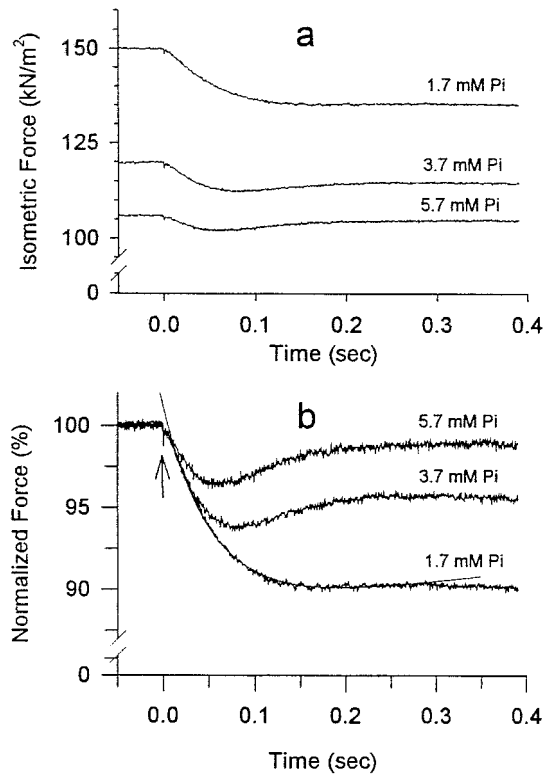 a
Isometric Force (kN/m²)
150
125
100
0
1.7 mM Pi
3.7 mM Pi
5.7 mM Pi
0.0 0.1 0.2 0.3 0.4
Time (sec)
b
Normalized Force (%)
100
95
90
0
5.7 mM Pi
3.7 mM Pi
1.7 mM Pi
0.0 0.1 0.2 0.3 0.4
Time (sec)